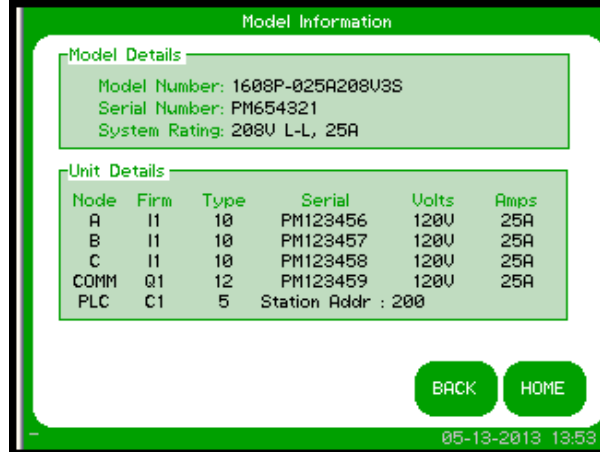 Model Information
Model Details
Model Number: 1608P-025A208V3S
Serial Number: PM654321
System Rating: 208V L-L, 25A
Unit Details
Node Firm Type Serial Volts Amps
A I1 10 PM123456 120V 25A
B I1 10 PM123457 120V 25A
C I1 10 PM123458 120V 25A
COMM Q1 12 PM123459 120V 25A
PLC C1 5 Station Addr : 200
BACK HOME
05-13-2013 13:53